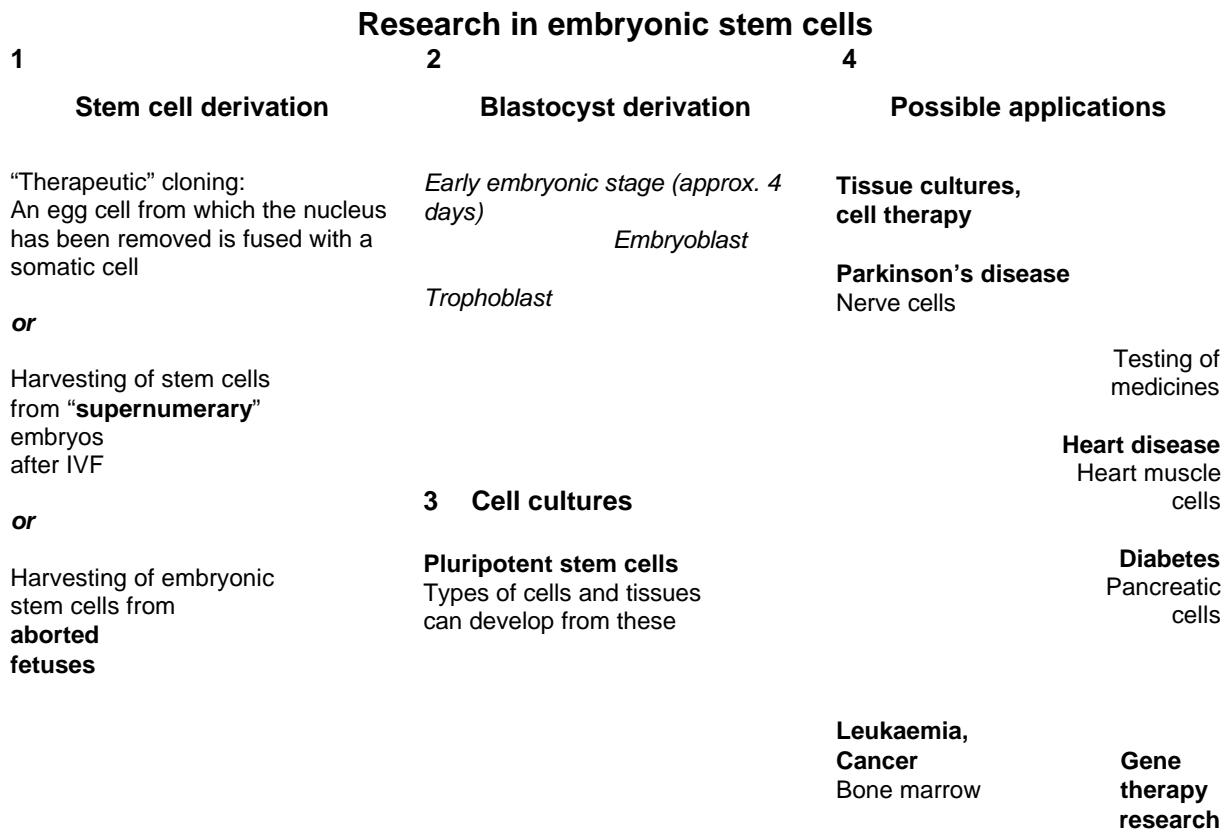 Research in embryonic stem cells
1
Stem cell derivation
“Therapeutic” cloning:
An egg cell from which the nucleus
has been removed is fused with a
somatic cell
or
Harvesting of stem cells
from “supernumerary”
embryos
after IVF
or
Harvesting of embryonic
stem cells from
aborted
fetuses
2
Blastocyst derivation
Early embryonic stage (approx. 4
days)
Embryoblast
Trophoblast
3 Cell cultures
Pluripotent stem cells
Types of cells and tissues
can develop from these
4
Possible applications
Tissue cultures,
cell therapy
Parkinson’s disease
Nerve cells
Testing of
medicines
Heart disease
Heart muscle
cells
Diabetes
Pancreatic
cells
Leukaemia,
Cancer
Bone marrow
Gene
therapy
research